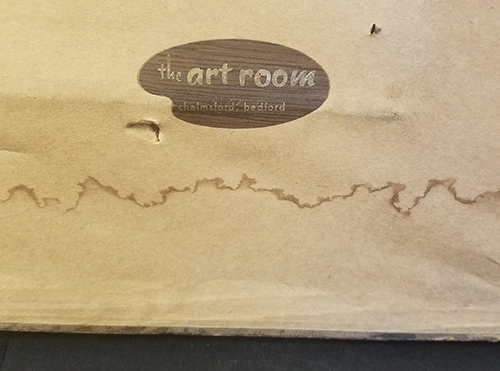 the art room
chelmsford, bedford